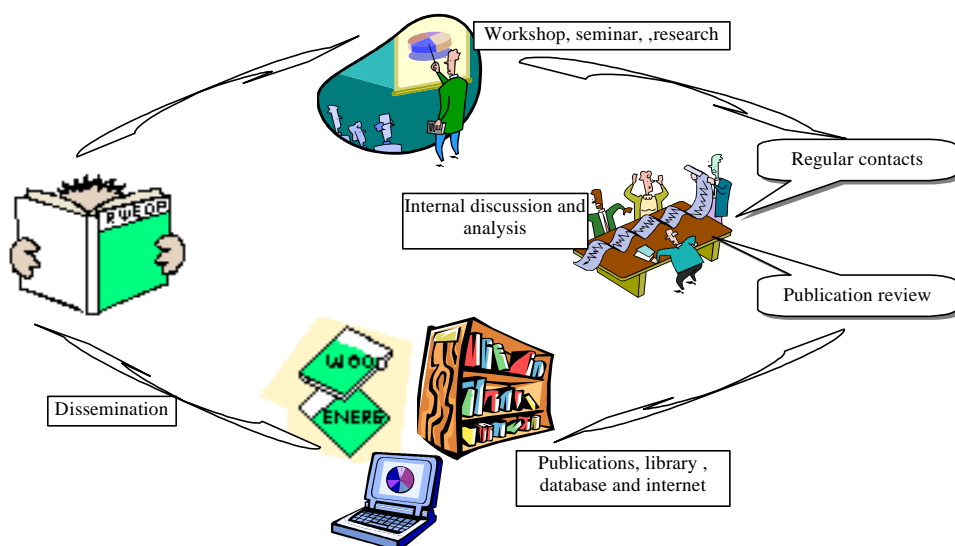 Workshop, seminar, ,research
Regular contacts
Internal discussion and
analysis
RWEDP
Publication review
WOOD
ENERG
Dissemination
Publications, library ,
database and internet